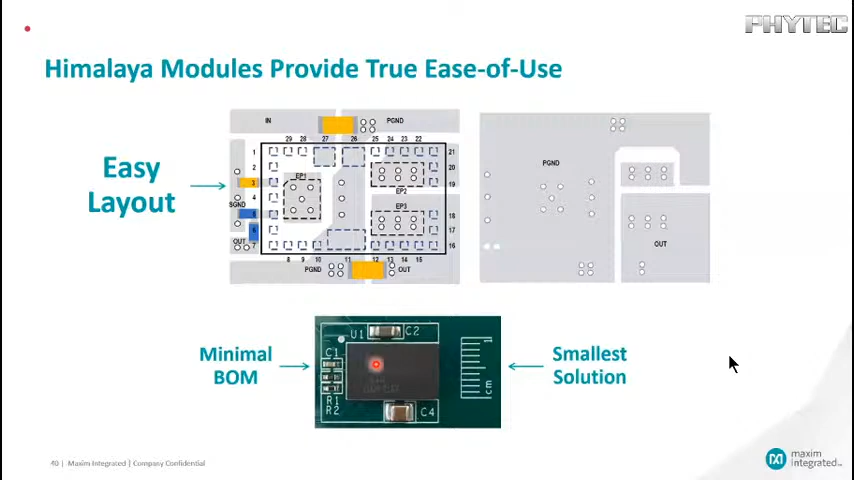 PHYTEC
Himalaya Modules Provide True Ease-of-Use
IN
PGND
29 28 27 26 25 24 23 22
1
2
3
4
5
6
7
EP1
EP2
EP3
SGND
OUT
21
20
19
18
17
16
8 9 10 11 12 13 14 15
PGND
OUT
PGND
OUT
Easy
Layout
Minimal
BOM
U1
C2
C1
R1
R2
C4
1
cm
Smallest
Solution
40 | Maxim Integrated | Company Confidential
maxim
integrated™